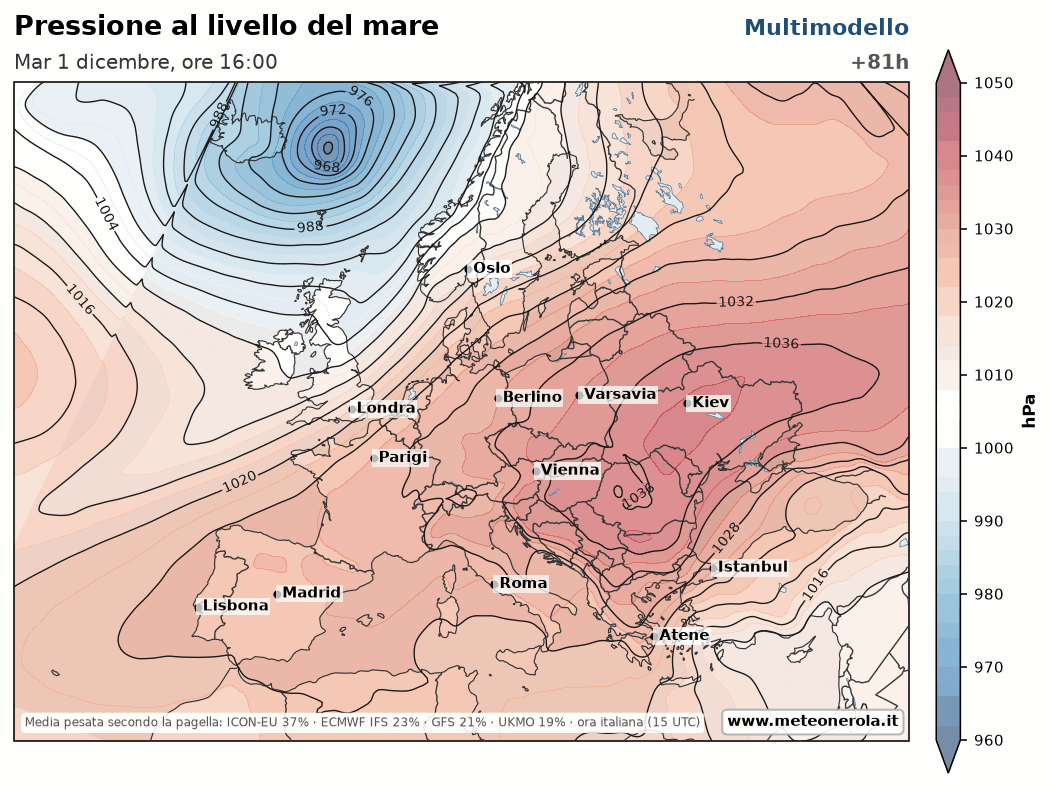 Pressione al livello del mare
Multimodello
Mar 1 dicembre, ore 16:00
+81h
976
988
972
968
988
1004
1016
1032
1036
1020
1036
1028
1016
Oslo
Londra
Berlino
Varsavia
Kiev
Parigi
Vienna
Istanbul
Roma
Madrid
Lisbona
Atene
1050
1040
1030
1020
1010
1000
990
980
970
960
hPa
Media pesata secondo la pagella: ICON-EU 37% · ECMWF IFS 23% · GFS 21% · UKMO 19% · ora italiana (15 UTC)
www.meteonerola.it